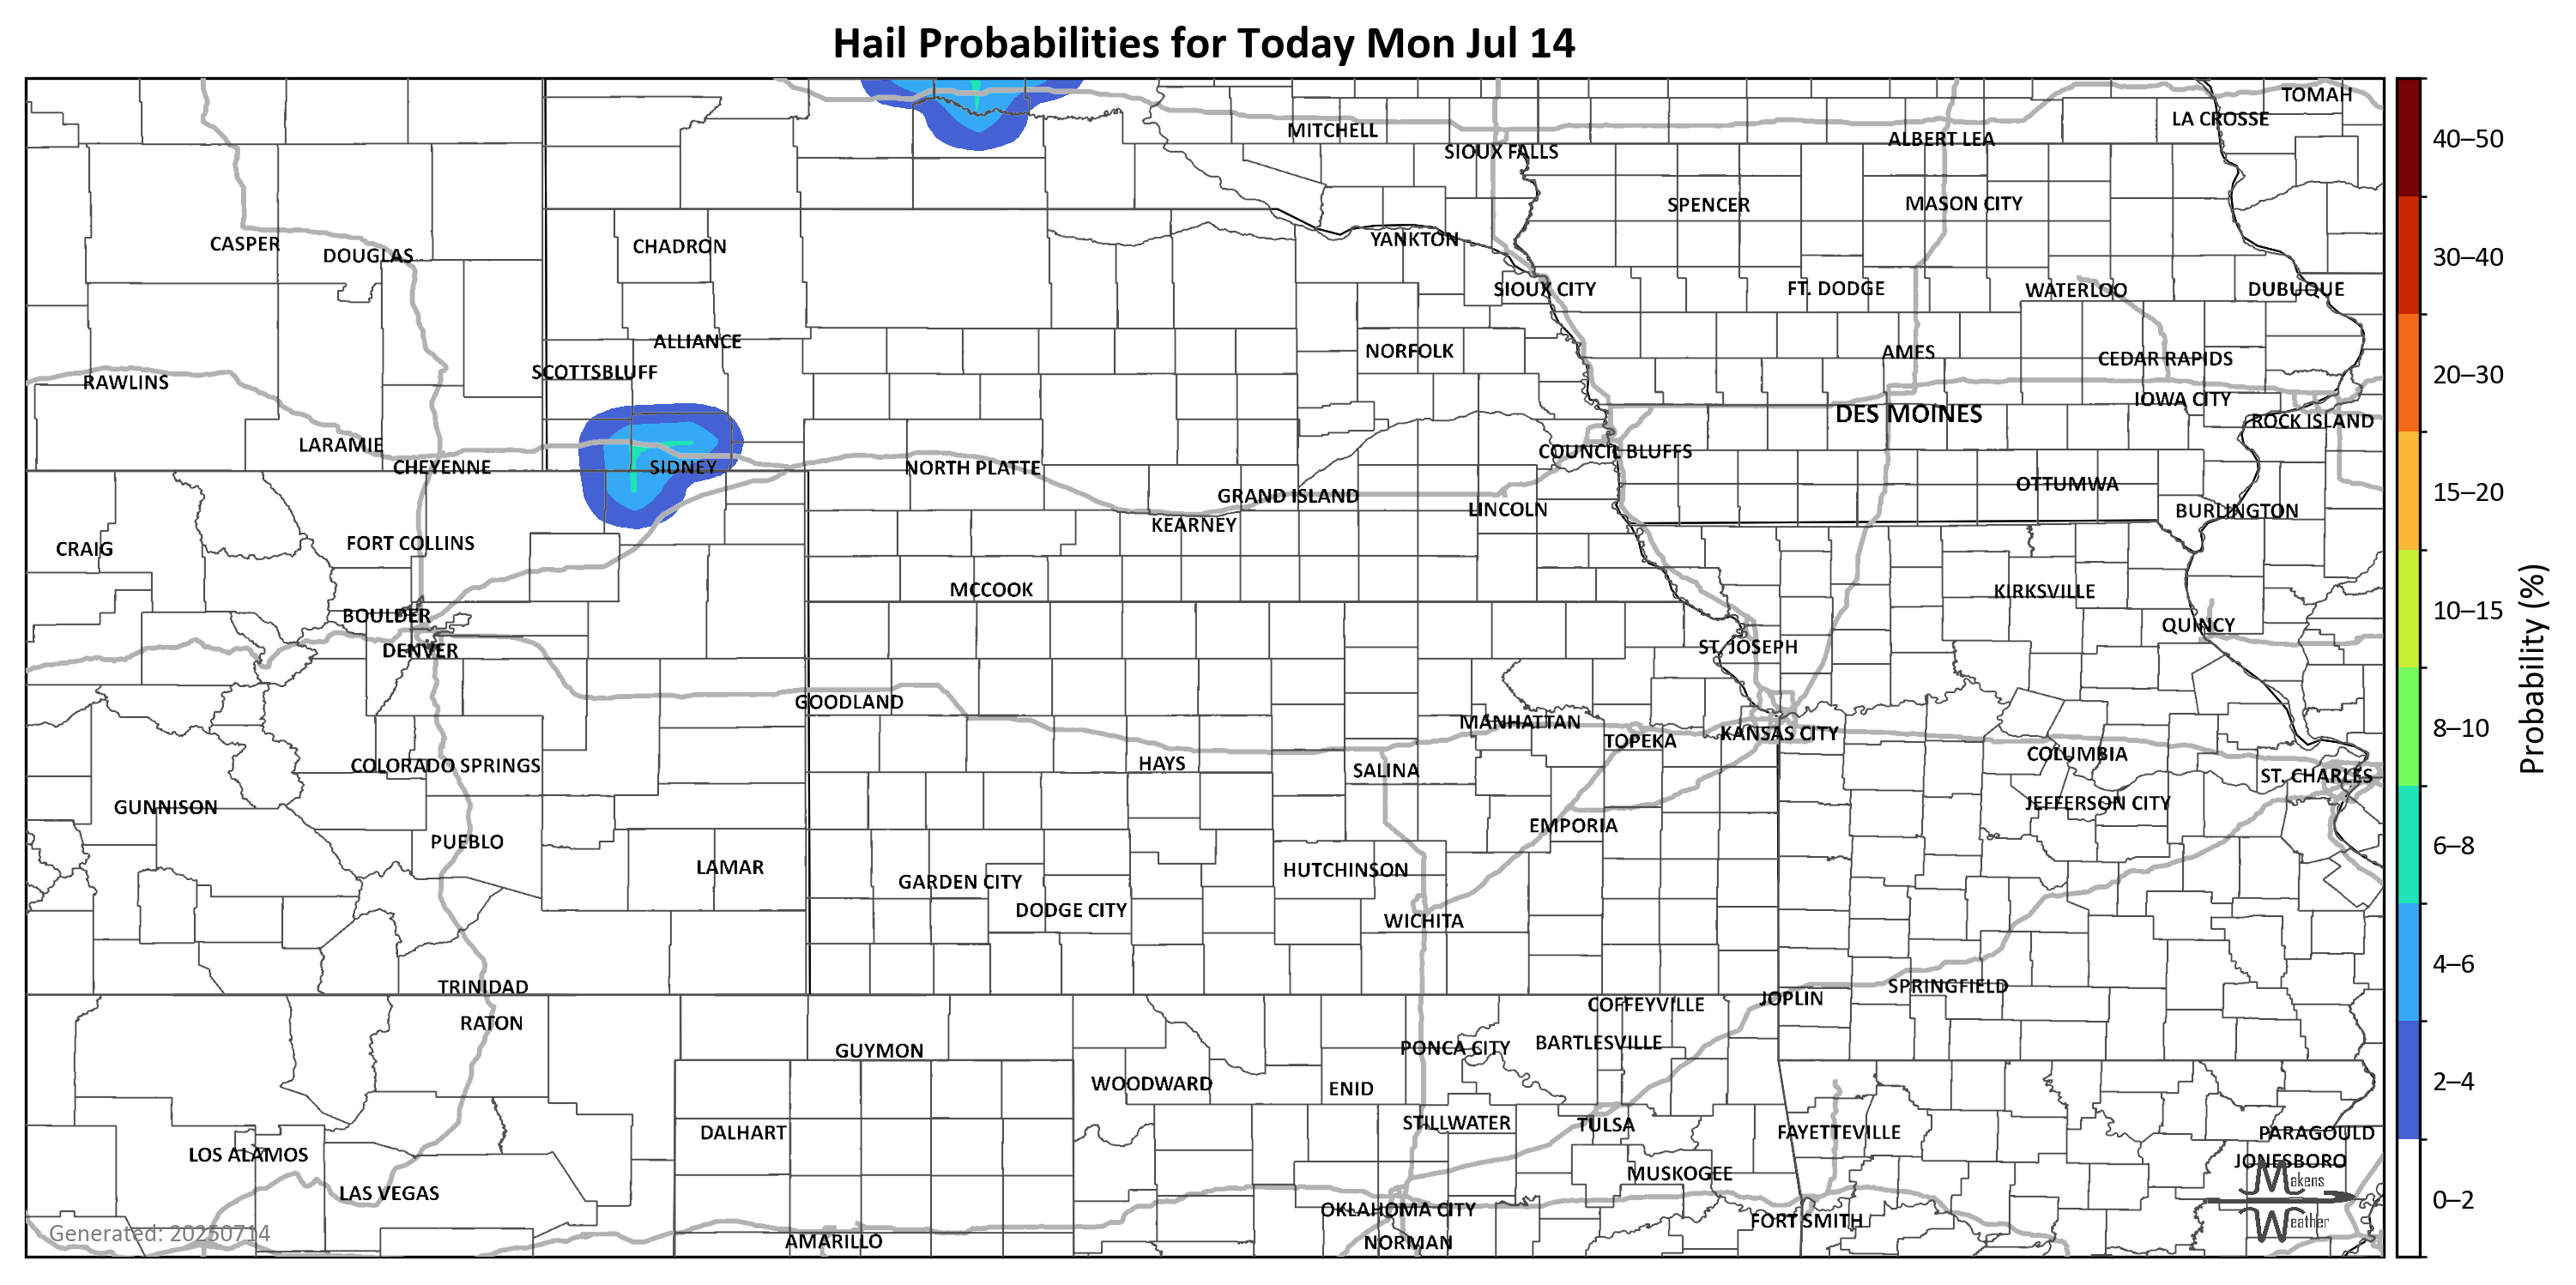 Hail Probabilities for Today Mon Jul 14
TOMAH
LA CROSSE
MITCHELL
ALBERT LEA
SIOUX FALLS
SPENCER
MASON CITY
YANKTON
CASPER
CHADRON
DOUGLAS
SIOUX CITY
FT. DODGE
WATERLOO
DUBUQUE
ALLIANCE
NORFOLK
AMES
CEDAR RAPIDS
SCOTTSBLUFF
RAWLINS
IOWA CITY
DES MOINES
ROCK ISLAND
LARAMIE
COUNCIL BLUFFS
CHEYENNE
SIDNEY
NORTH PLATTE
OTTUMWA
GRAND ISLAND
LINCOLN
BURLINGTON
KEARNEY
CRAIG
FORT COLLINS
MCCOOK
KIRKSVILLE
BOULDER
QUINCY
DENVER
ST. JOSEPH
GOODLAND
MANHATTAN
TOPEKA
KANSAS CITY
COLUMBIA
COLORADO SPRINGS
HAYS
SALINA
ST. CHARLES
GUNNISON
JEFFERSON CITY
EMPORIA
PUEBLO
LAMAR
HUTCHINSON
GARDEN CITY
DODGE CITY
WICHITA
TRINIDAD
SPRINGFIELD
JOPLIN
COFFEYVILLE
RATON
BARTLESVILLE
GUYMON
PONCA CITY
WOODWARD
ENID
STILLWATER
TULSA
DALHART
FAYETTEVILLE
PARAGOULD
LOS ALAMOS
JONESBORO
MUSKOGEE
LAS VEGAS
OKLAHOMA CITY
FORT SMITH
AMARILLO
NORMAN
Generated: 20250714
Makens
Weather
40–50
30–40
20–30
15–20
10–15
8–10
6–8
4–6
2–4
0–2
Probability (%)